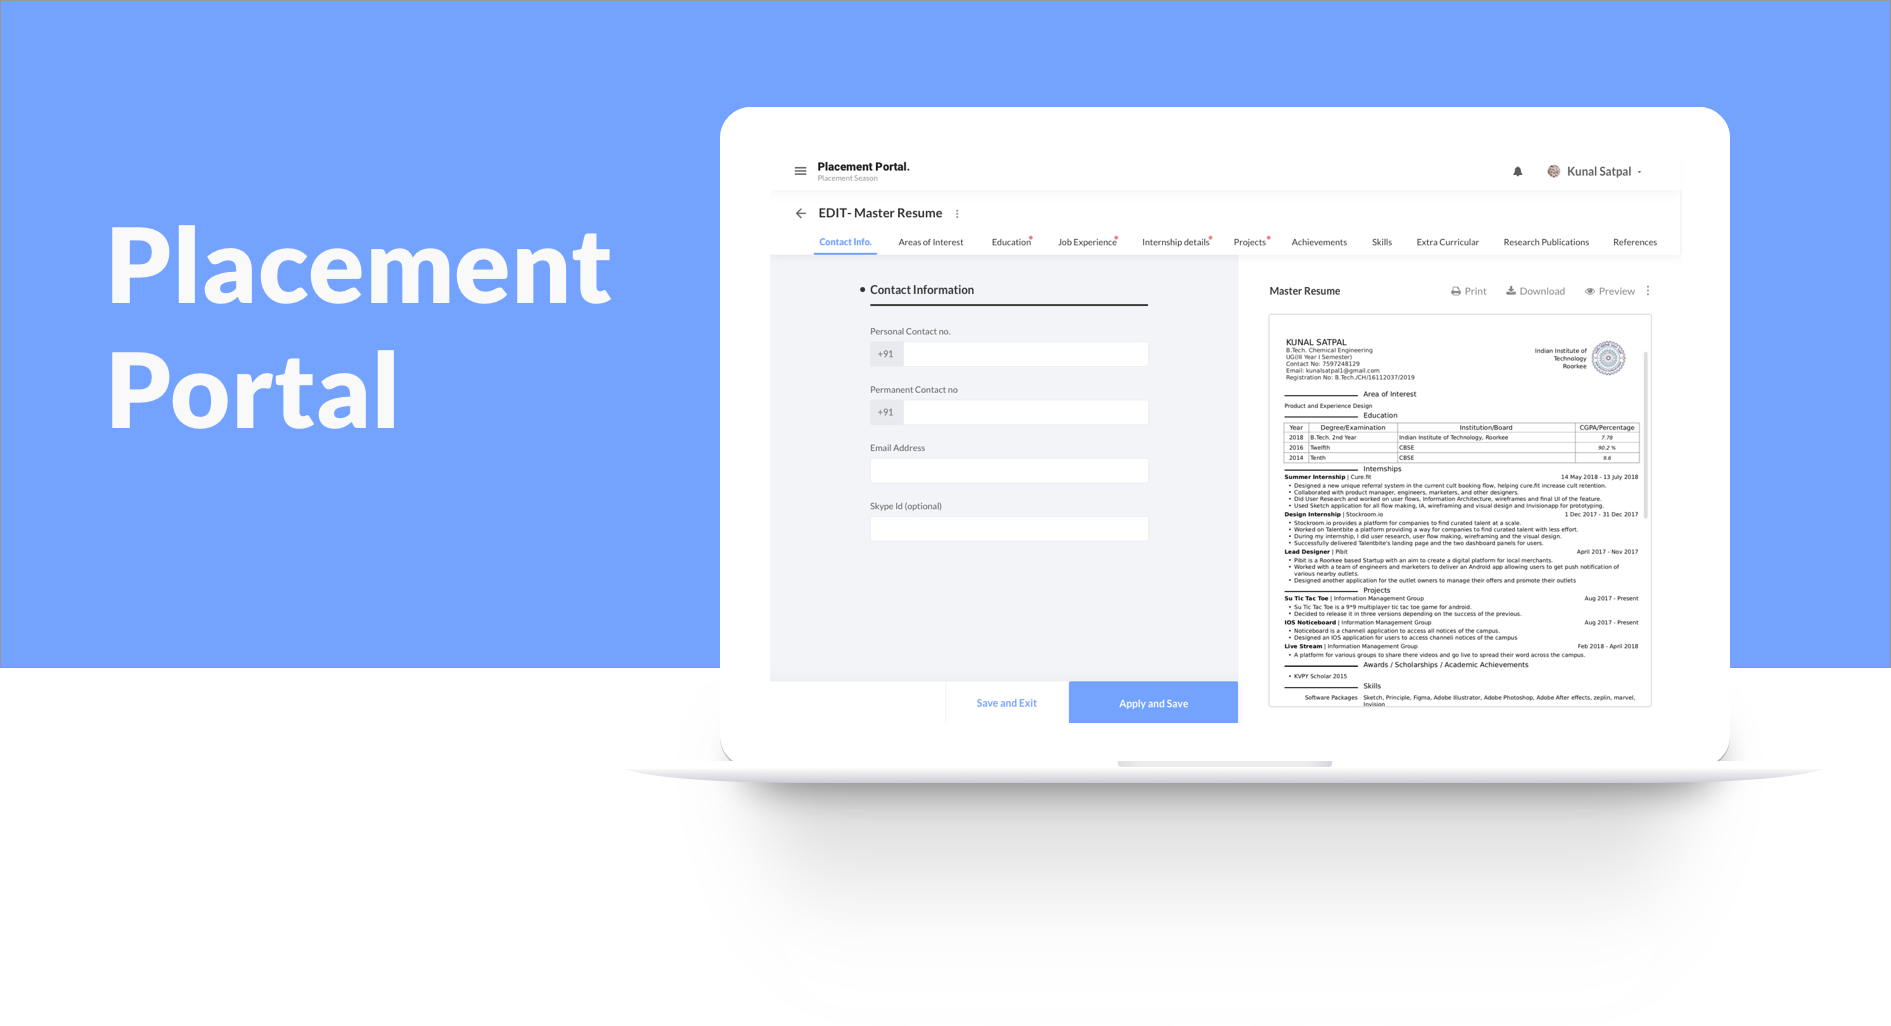 Placement
Portal
Placement Portal.
Placement Season
Kunal Satpal
EDIT- Master Resume
Contact Info. Areas of Interest Education* Job Experience* Internship details* Projects* Achievements Skills Extra Curricular Research Publications References
• Contact Information
Personal Contact no.
+91
Permanent Contact no
+91
Email Address
Skype Id (optional)
Save and Exit Apply and Save
Master Resume Print Download Preview
KUNAL SATPAL
B.Tech. Chemical Engineering
UG(III Year I Semester)
Contact No: 7597248129
Email: kunalsatpal1@gmail.com
Registration No: B.Tech./CH/16112037/2019
Indian Institute of
Technology
Roorkee
Area of Interest
Product and Experience Design
Education
Year Degree/Examination Institution/Board CGPA/Percentage
2018 B.Tech. 2nd Year Indian Institute of Technology, Roorkee 7.78
2016 Twelfth CBSE 90.2 %
2014 Tenth CBSE 9.6
Internships
Summer Internship | Cure.fit 14 May 2018 - 13 July 2018
• Designed a new unique referral system in the current cult booking flow, helping cure.fit increase cult retention.
• Collaborated with product manager, engineers, marketers, and other designers.
• Did User Research and worked on user flows, Information Architecture, wireframes and final UI of the feature.
• Used Sketch application for all flow making, IA, wireframing and visual design and Invisionapp for prototyping.
Design Internship | Stockroom.io 1 Dec 2017 - 31 Dec 2017
• Stockroom.io provides a platform for companies to find curated talent at a scale.
• Worked on Talentbite a platform providing a way for companies to find curated talent with less effort.
• During my internship, I did user research, user flow making, wireframing and the visual design.
• Successfully delivered Talentbite's landing page and the two dashboard panels for users.
Lead Designer | Pibit April 2017 - Nov 2017
• Pibit is a Roorkee based Startup with an aim to create a digital platform for local merchants.
• Worked with a team of engineers and marketers to deliver an Android app allowing users to get push notification of
various nearby outlets.
• Designed another application for the outlet owners to manage their offers and promote their outlets
Projects
Su Tic Tac Toe | Information Management Group Aug 2017 - Present
• Su Tic Tac Toe is a 9*9 multiplayer tic tac toe game for android.
• Decided to release it in three versions depending on the success of the previous.
IOS Noticeboard | Information Management Group Aug 2017 - Present
• Noticeboard is a channeli application to access all notices of the campus.
• Designed an IOS application for users to access channeli notices of the campus
Live Stream | Information Management Group Feb 2018 - April 2018
• A platform for various groups to share there videos and go live to spread their word across the campus.
Awards / Scholarships / Academic Achievements
• KVPY Scholar 2015
Skills
Software Packages Sketch, Principle, Figma, Adobe Illustrator, Adobe Photoshop, Adobe After effects, zeplin, marvel,
Invision